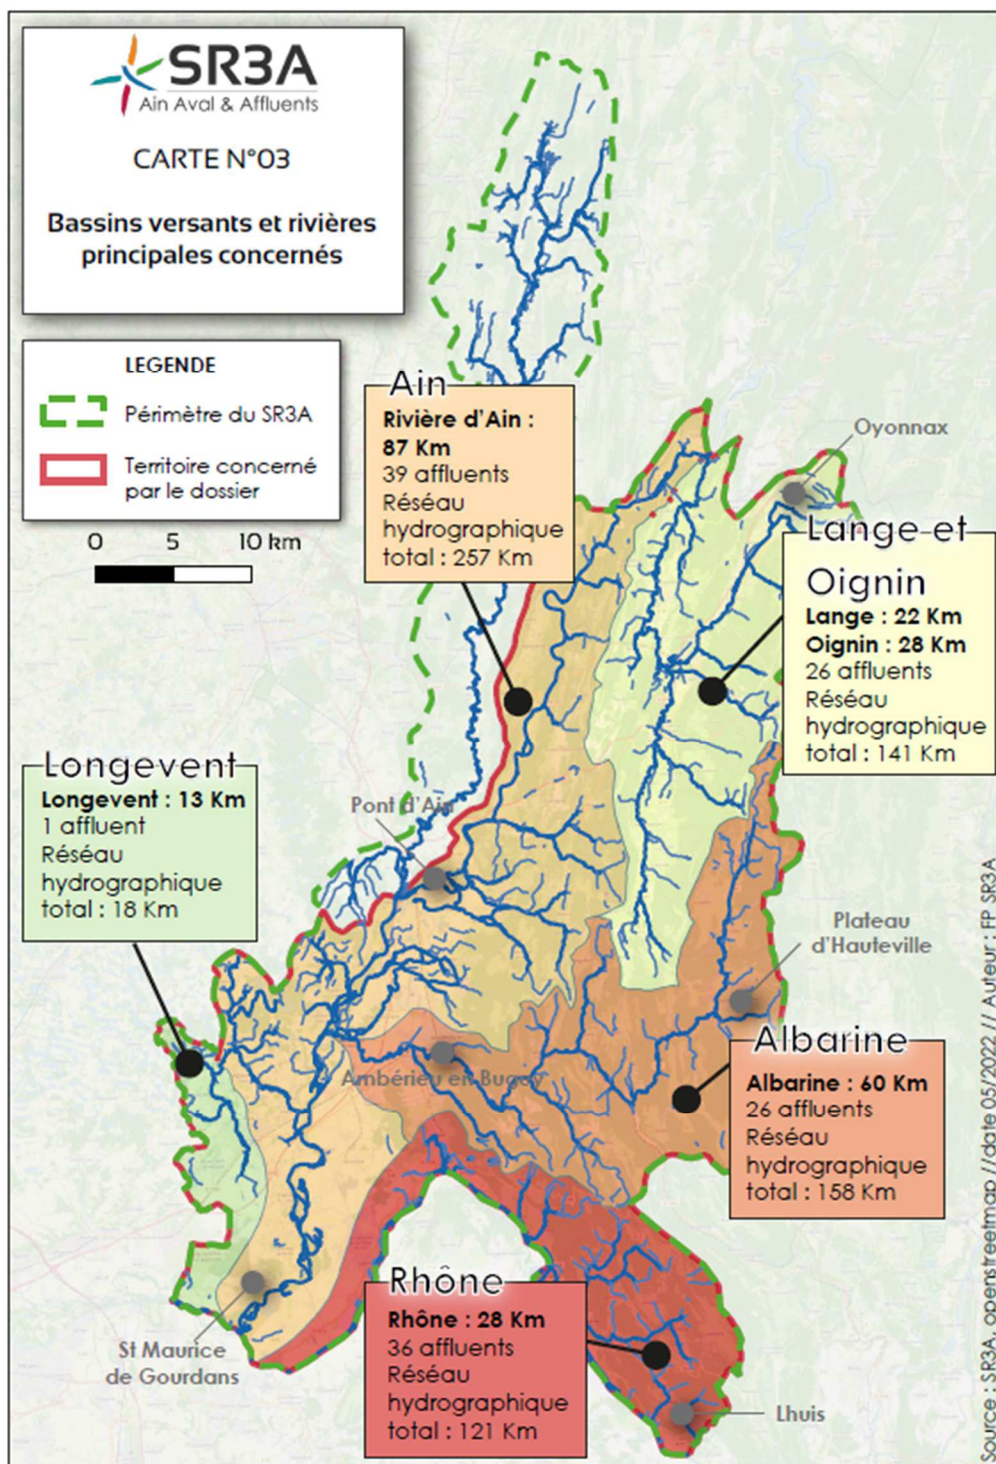 SR3A
Ain Aval & Affluents
CARTE N°03
Bassins versants et rivières
principales concernés
LEGENDE
Périmètre du SR3A
Territoire concerné
par le dossier
0 5 10 km
Ain
Rivière d'Ain :
87 Km
39 affluents
Réséau
hydrographique
total : 257 Km
Oyonnax
Lange et
Oignin
Lange : 22 Km
Oignin : 28 Km
26 affluents
Réséau
hydrographique
total : 141 Km
Longevent
Longevent : 13 Km
1 affluent
Réséau
hydrographique
total : 18 Km
Pont d'Ain
Plateau
d'Hauteville
Ambérieu en Bugey
Albarine
Albarine : 60 Km
26 affluents
Réséau
hydrographique
total : 158 Km
Rhône
Rhône : 28 Km
36 affluents
Réséau
hydrographique
total : 121 Km
St Maurice
de Gourdans
Lhuis
Source : SR3A, openstreetmap //date 05/2022 // Auteur : FP SR3A